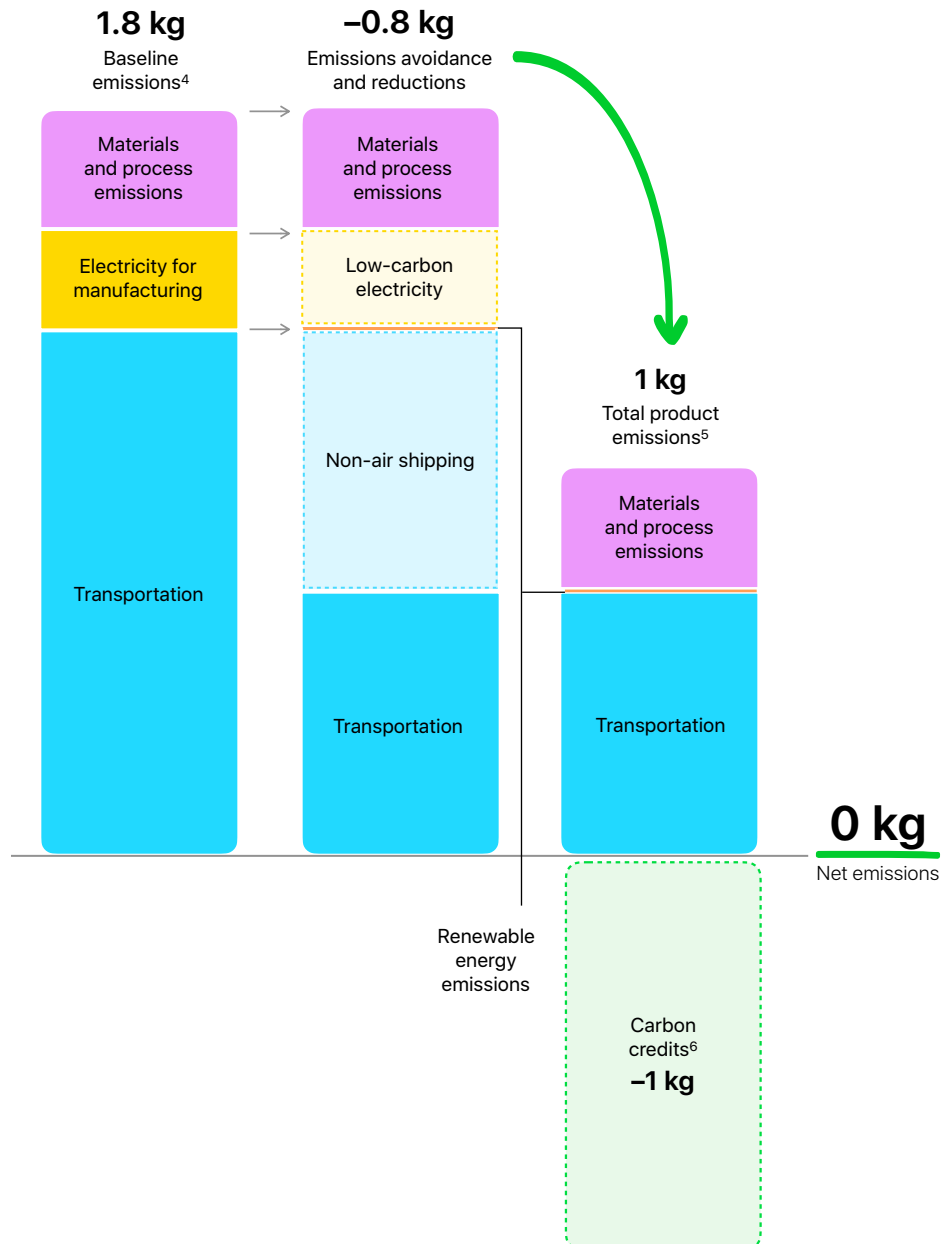 1.8 kg
Baseline
emissions⁴
Materials
and process
emissions
Electricity for
manufacturing
Transportation
–0.8 kg
Emissions avoidance
and reductions
Materials
and process
emissions
Low-carbon
electricity
Non-air shipping
Transportation
Renewable
energy
emissions
1 kg
Total product
emissions⁵
Materials
and process
emissions
Transportation
Carbon
credits⁶
–1 kg
0 kg
Net emissions